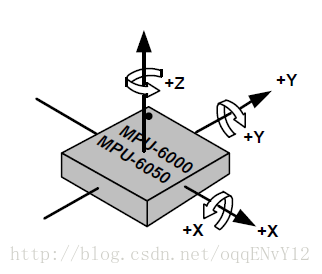 +Z
+Y
+Y
MPU-6000
MPU-6050
+X
+X
http://blog.csdn.net/oqqENvY12